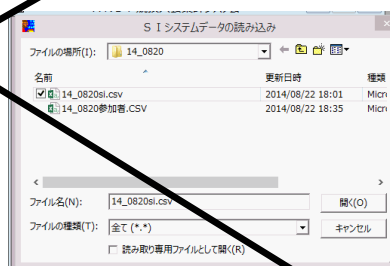 ＳＩシステムデータの読み込み
ファイルの場所(I):
14_0820
名前
更新日時
種類
14_0820si.csv
2014/08/22 18:01
Micr
14_0820参加者.CSV
2014/08/22 18:35
Micr
ファイル名(N):
14_0820si.csv
開く(O)
ファイルの種類(T):
全て (*.*)
キャンセル
読み取り専用ファイルとして開く(R)